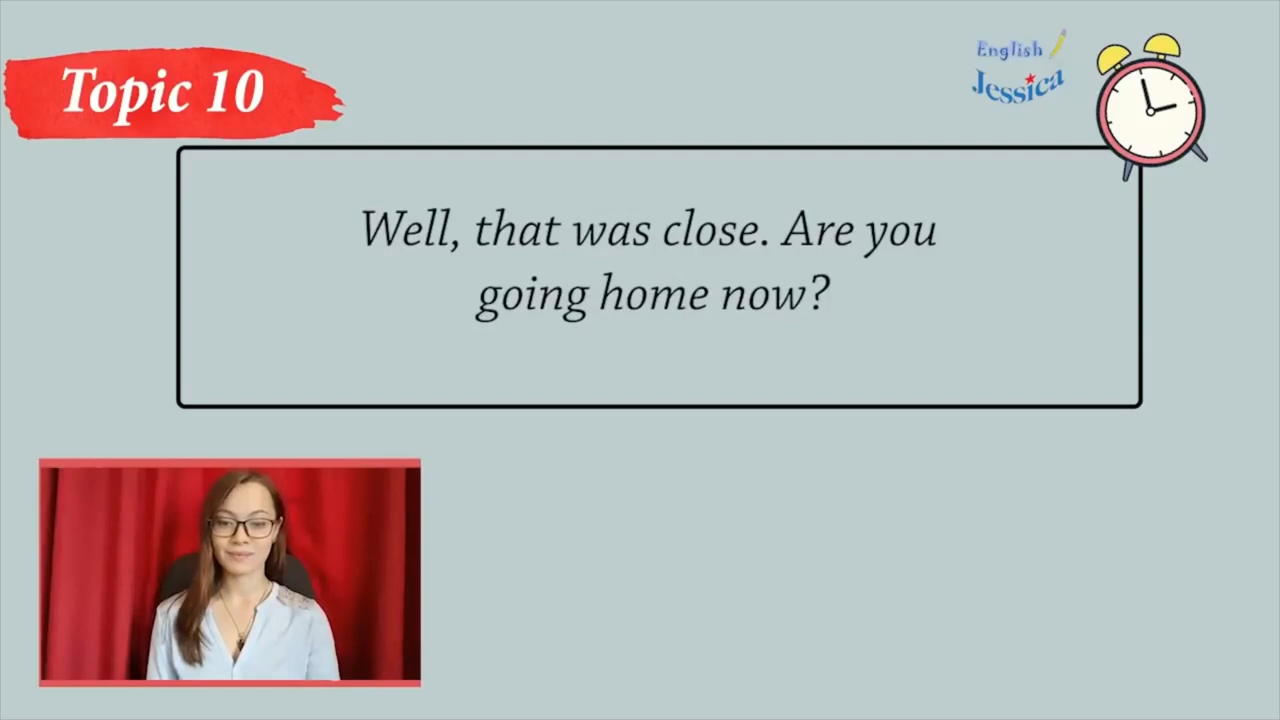 Topic 10
English
Jessica
Well, that was close. Are you
going home now?